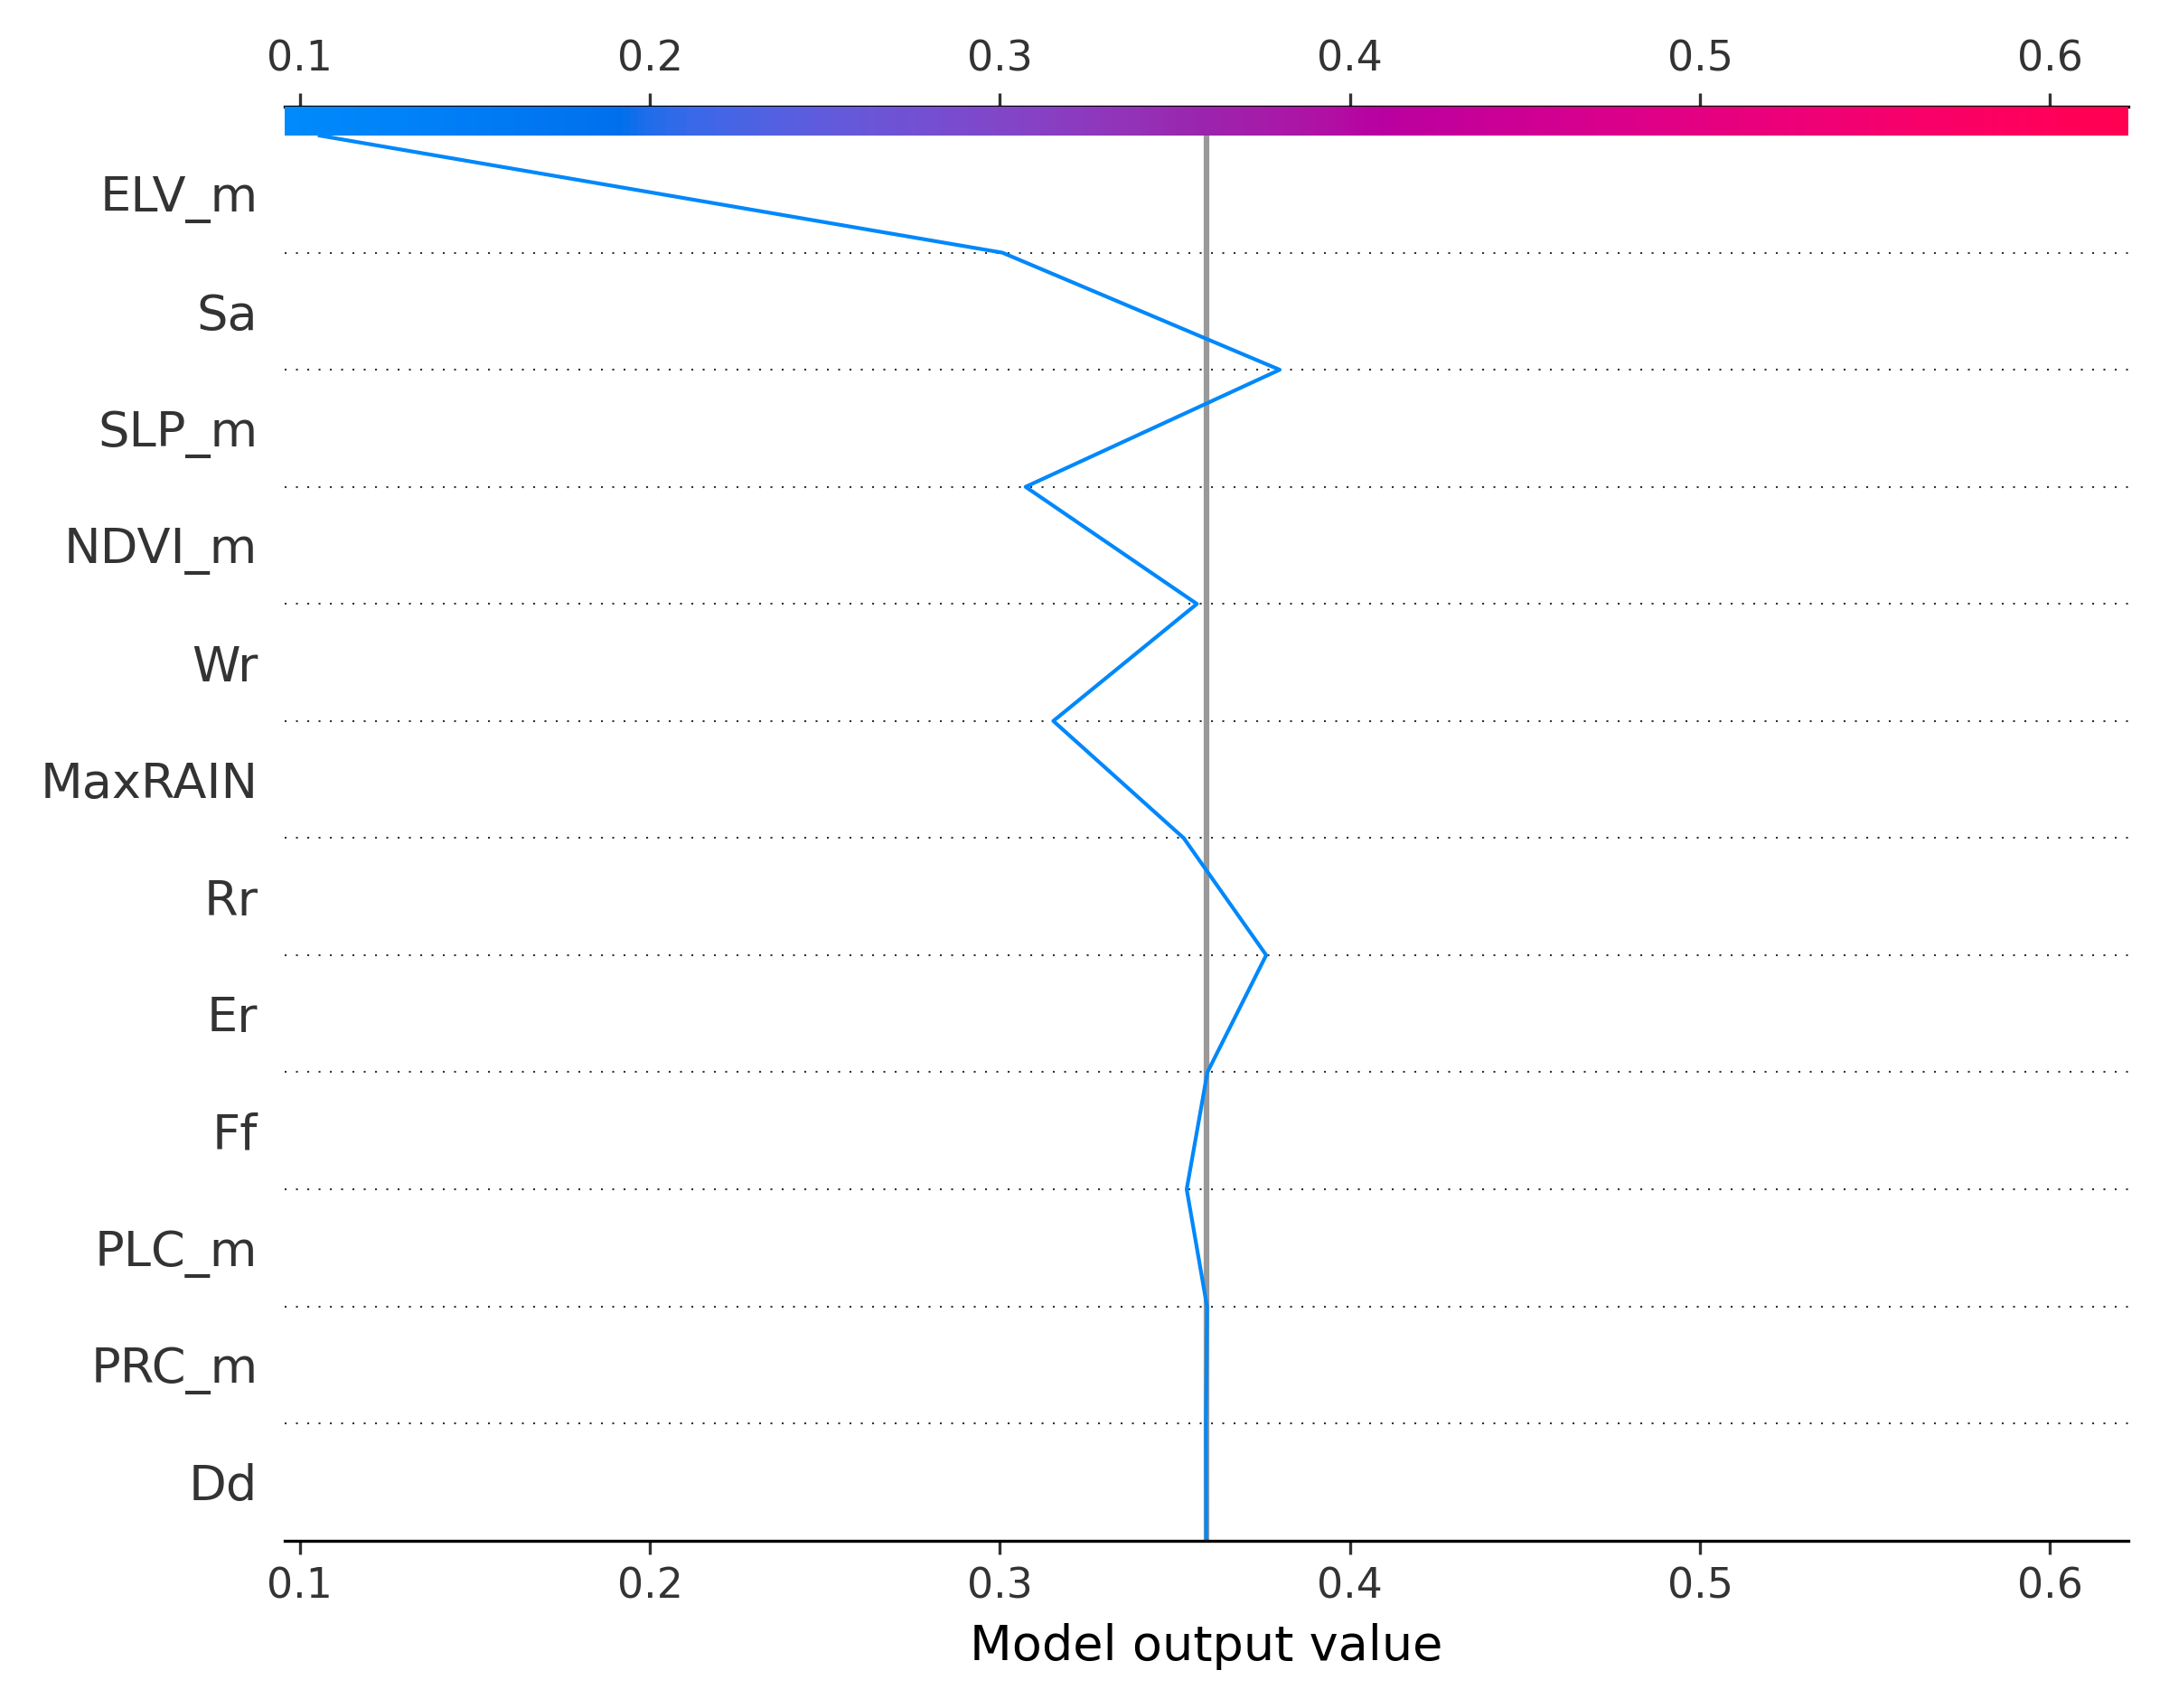 0.1 0.2 0.3 0.4 0.5 0.6
ELV_m
Sa
SLP_m
NDVI_m
Wr
MaxRAIN
Rr
Er
Ff
PLC_m
PRC_m
Dd
0.1 0.2 0.3 0.4 0.5 0.6
Model output value